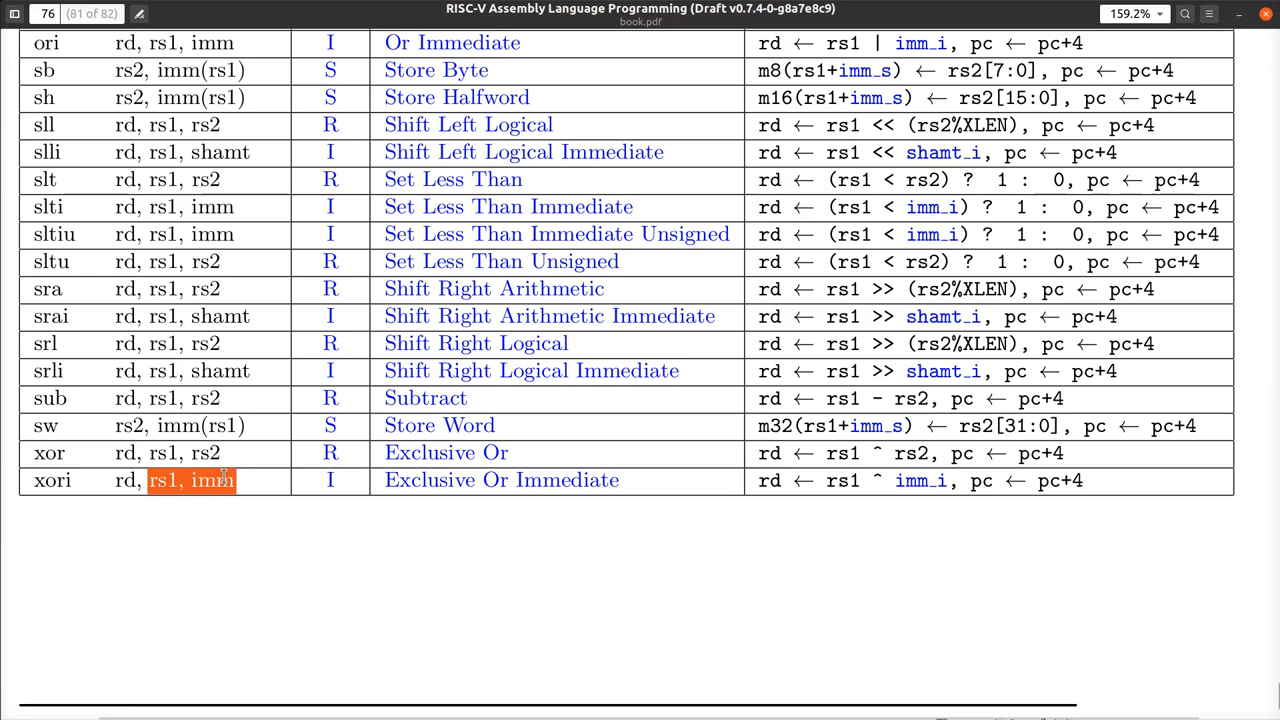 76 (81 of 82) RISC-V Assembly Language Programming (Draft v0.7.4-0-g8a7e8c9) 159.2%
book.pdf
ori rd, rs1, imm I Or Immediate rd ← rs1 | imm_i, pc ← pc+4
sb rs2, imm(rs1) S Store Byte m8(rs1+imm_s) ← rs2[7:0], pc ← pc+4
sh rs2, imm(rs1) S Store Halfword m16(rs1+imm_s) ← rs2[15:0], pc ← pc+4
sll rd, rs1, rs2 R Shift Left Logical rd ← rs1 << (rs2%XLEN), pc ← pc+4
slli rd, rs1, shamt I Shift Left Logical Immediate rd ← rs1 << shamt_i, pc ← pc+4
slt rd, rs1, rs2 R Set Less Than rd ← (rs1 < rs2) ? 1 : 0, pc ← pc+4
slti rd, rs1, imm I Set Less Than Immediate rd ← (rs1 < imm_i) ? 1 : 0, pc ← pc+4
sltiu rd, rs1, imm I Set Less Than Immediate Unsigned rd ← (rs1 < imm_i) ? 1 : 0, pc ← pc+4
sltu rd, rs1, rs2 R Set Less Than Unsigned rd ← (rs1 < rs2) ? 1 : 0, pc ← pc+4
sra rd, rs1, rs2 R Shift Right Arithmetic rd ← rs1 >> (rs2%XLEN), pc ← pc+4
srai rd, rs1, shamt I Shift Right Arithmetic Immediate rd ← rs1 >> shamt_i, pc ← pc+4
srl rd, rs1, rs2 R Shift Right Logical rd ← rs1 >> (rs2%XLEN), pc ← pc+4
srli rd, rs1, shamt I Shift Right Logical Immediate rd ← rs1 >> shamt_i, pc ← pc+4
sub rd, rs1, rs2 R Subtract rd ← rs1 - rs2, pc ← pc+4
sw rs2, imm(rs1) S Store Word m32(rs1+imm_s) ← rs2[31:0], pc ← pc+4
xor rd, rs1, rs2 R Exclusive Or rd ← rs1 ^ rs2, pc ← pc+4
xori rd, rs1, imm I Exclusive Or Immediate rd ← rs1 ^ imm_i, pc ← pc+4